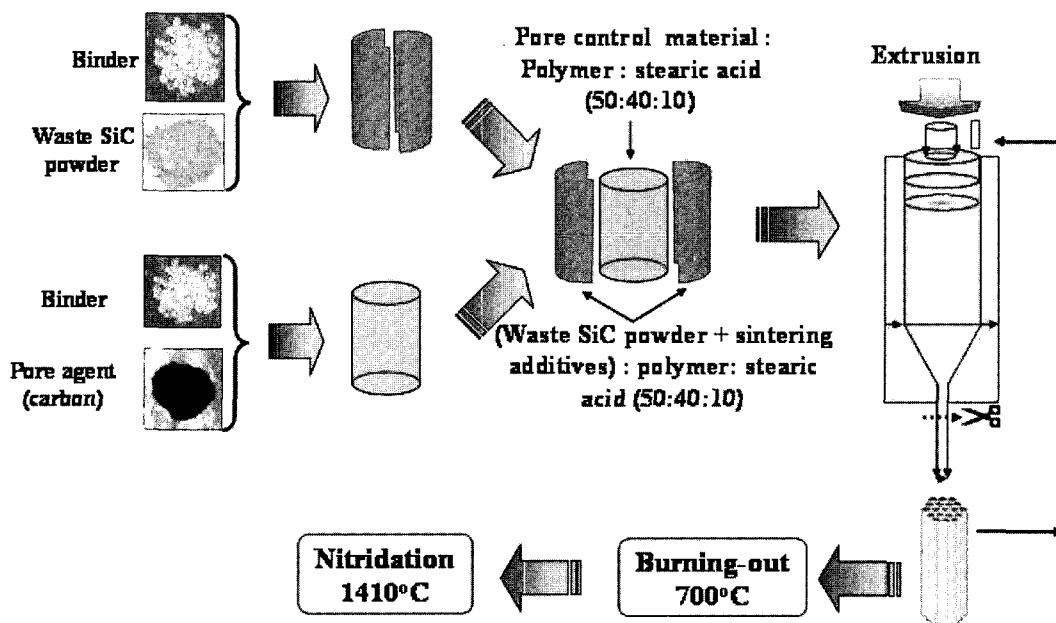 Binder
Waste SiC
powder
Binder
Pore agent
(carbon)
Pore control material :
Polymer : stearic acid
(50:40:10)
(Waste SiC powder + sintering
additives) : polymer: stearic
acid (50:40:10)
Extrusion
Burning-out
700°C
Nitridation
1410°C